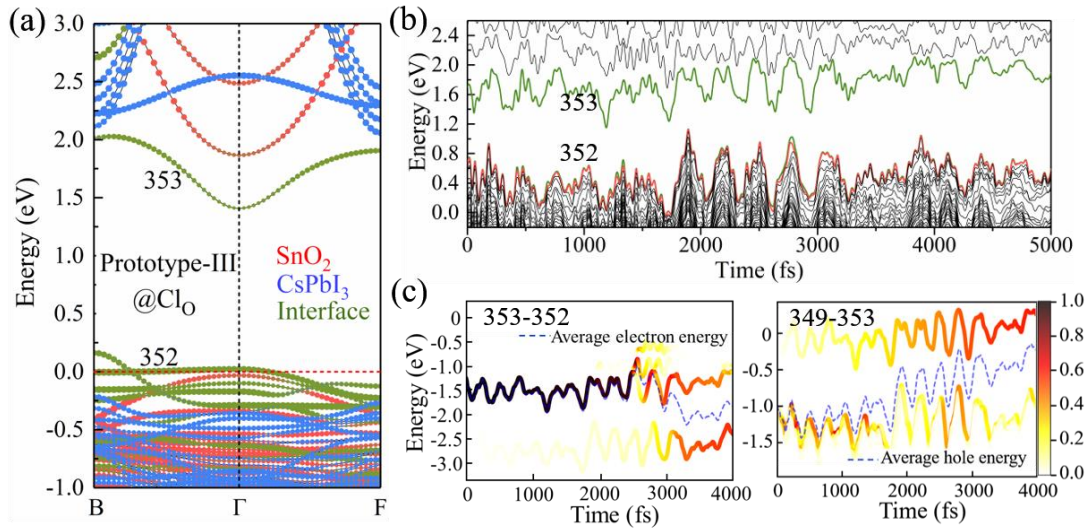 (a)
3.0
2.5
2.0
1.5
1.0
0.5
0.0
-0.5
-1.0
Energy (eV)
353
Prototype-III
@ClO
SnO2
CsPbI3
Interface
352
B
Γ
F
(b)
2.4
1.8
1.2
0.6
0.0
Energy (eV)
353
352
0
1000
2000
3000
4000
5000
Time (fs)
(c)
0
-0.5
-1.0
-1.5
-2.0
-2.5
-3.0
Energy (eV)
353-352
Average electron energy
0
1000
2000
3000
4000
Time (fs)
0
-0.5
-1.0
-1.5
349-353
Average hole energy
0
1000
2000
3000
4000
Time (fs)
1.0
0.8
0.6
0.4
0.2
0.0